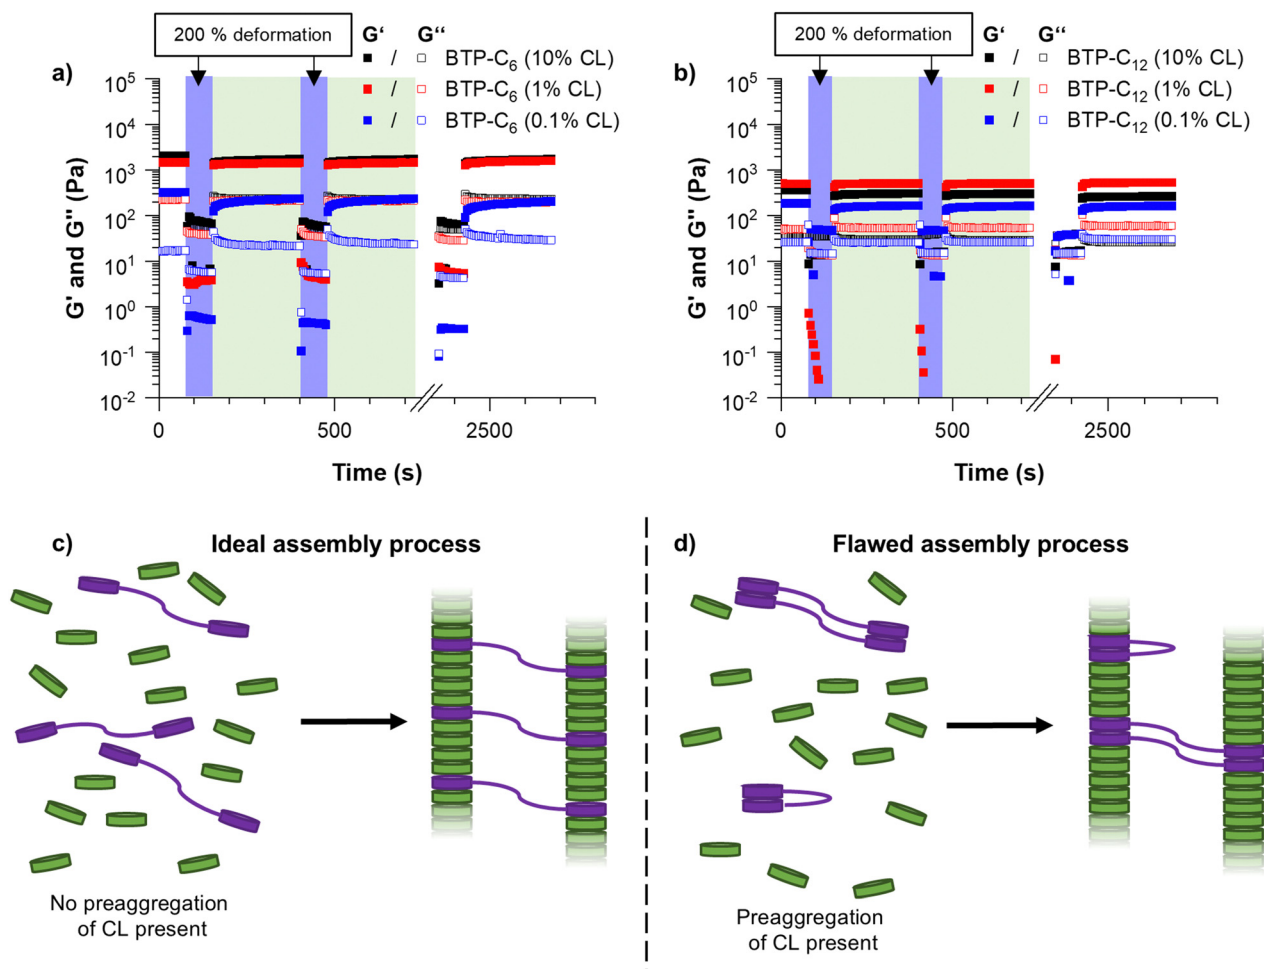 200 % deformation
G‘ G“
a)
/ BTP-C6 (10% CL)
/ BTP-C6 (1% CL)
/ BTP-C6 (0.1% CL)
G' and G'' (Pa)
10^5
10^4
10^3
10^2
10^1
10^0
10^-1
10^-2
0 500 2500
Time (s)
200 % deformation
G‘ G“
b)
/ BTP-C12 (10% CL)
/ BTP-C12 (1% CL)
/ BTP-C12 (0.1% CL)
G' and G'' (Pa)
10^5
10^4
10^3
10^2
10^1
10^0
10^-1
10^-2
0 500 2500
Time (s)
c) Ideal assembly process
No preaggregation
of CL present
d) Flawed assembly process
Preaggregation
of CL present